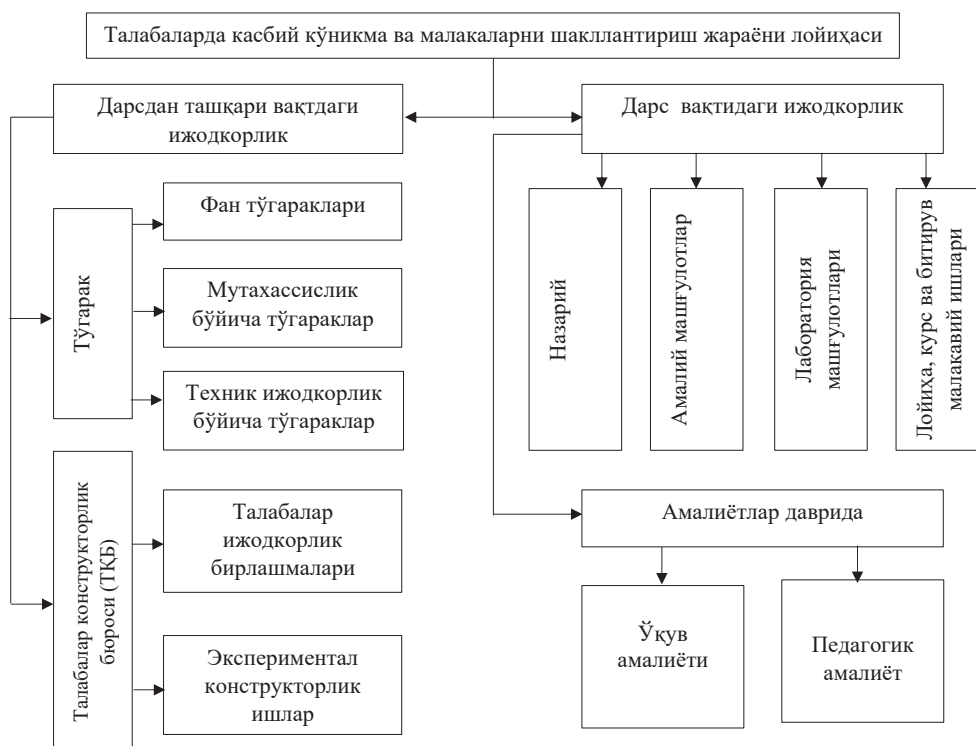 Талабаларда касбий кўникма ва малакаларни шакллантириш жараёни лойиҳаси
Дарсдан ташқари вақтдаги
ижодкорлик
Дарс вақтидаги ижодкорлик
Тўгарак
Фан тўгараклари
Мутахассислик
бўйича тўгараклар
Техник ижодкорлик
бўйича тўгараклар
Талабалар конструкторлик
бюроси (ТҚБ)
Талабалар
ижодкорлик
бирлашмалари
Экспериментал
конструкторлик
ишлар
Назарий
Амалий машғулотлар
Лаборатория
машғулотлари
Лойиҳа, курс ва битирув
малакавий ишлари
Амалиётлар даврида
Ўқув
амалиёти
Педагогик
амалиёт